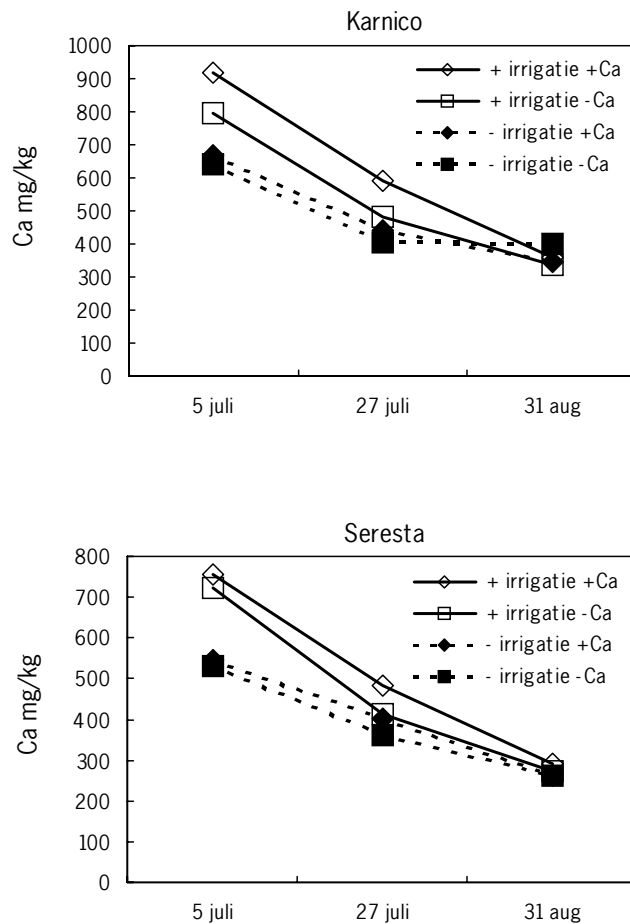 Karnico
1000
900
800
700
600
500
400
300
200
100
0
Ca mg/kg
+ irrigatie +Ca
+ irrigatie -Ca
- irrigatie +Ca
- irrigatie -Ca
5 juli 27 juli 31 aug
Seresta
800
700
600
500
400
300
200
100
0
Ca mg/kg
+ irrigatie +Ca
+ irrigatie -Ca
- irrigatie +Ca
- irrigatie -Ca
5 juli 27 juli 31 aug